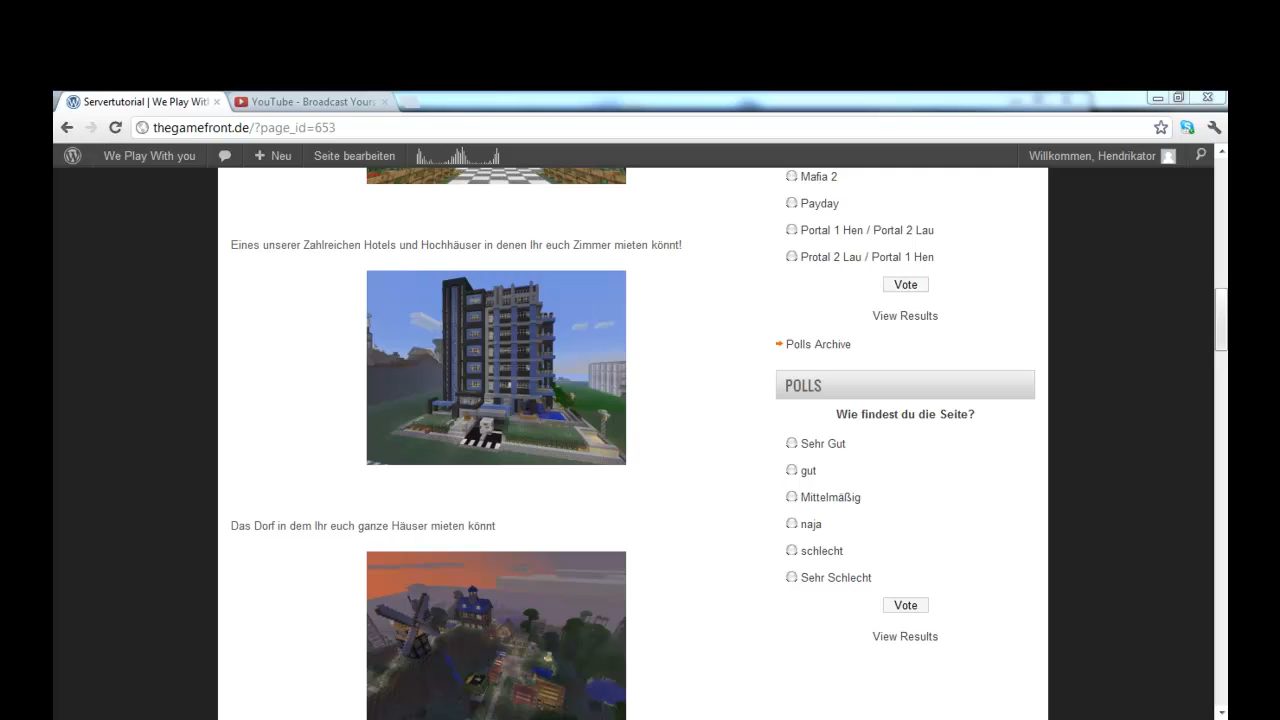 Servertutorial | We Play Wit
YouTube - Broadcast Yours
thegamefront.de/?page_id=653
We Play With you
Neu
Seite bearbeiten
Willkommen, Hendrikator
Eines unserer Zahlreichen Hotels und Hochhäuser in denen Ihr euch Zimmer mieten könnt!
Das Dorf in dem Ihr euch ganze Häuser mieten könnt
Mafia 2
Payday
Portal 1 Hen / Portal 2 Lau
Protal 2 Lau / Portal 1 Hen
Vote
View Results
Polls Archive
POLLS
Wie findest du die Seite?
Sehr Gut
gut
Mittelmäßig
naja
schlecht
Sehr Schlecht
Vote
View Results